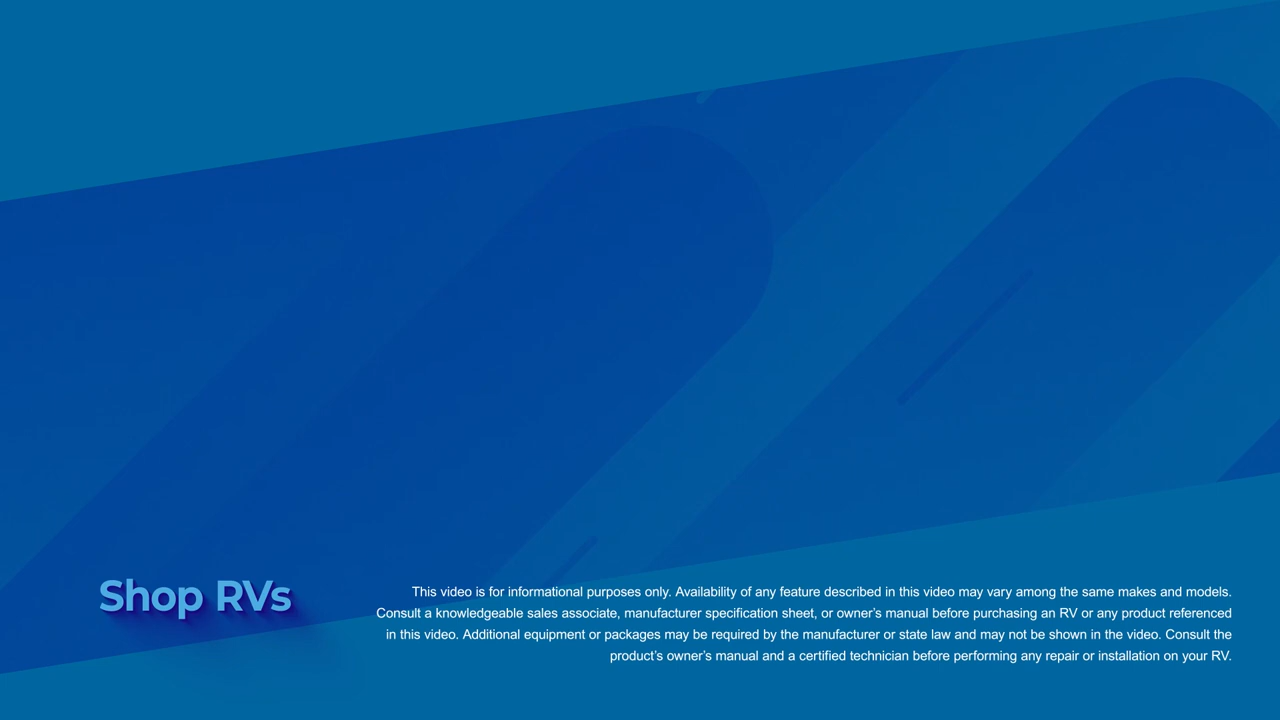 Shop RVs
This video is for informational purposes only. Availability of any feature described in this video may vary among the same makes and models.
Consult a knowledgeable sales associate, manufacturer specification sheet, or owner’s manual before purchasing an RV or any product referenced
in this video. Additional equipment or packages may be required by the manufacturer or state law and may not be shown in the video. Consult the
product’s owner’s manual and a certified technician before performing any repair or installation on your RV.